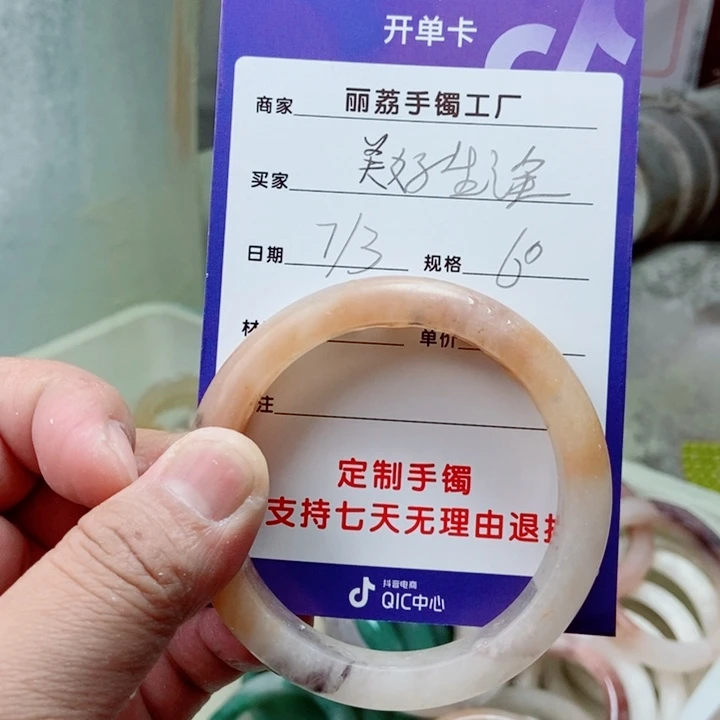 开单卡
商家 丽荔手镯工厂
买家 美好生途
日期 7/3 规格 60
材 单价
注
定制手镯
支持七天无理由退
抖音电商
QIC中心